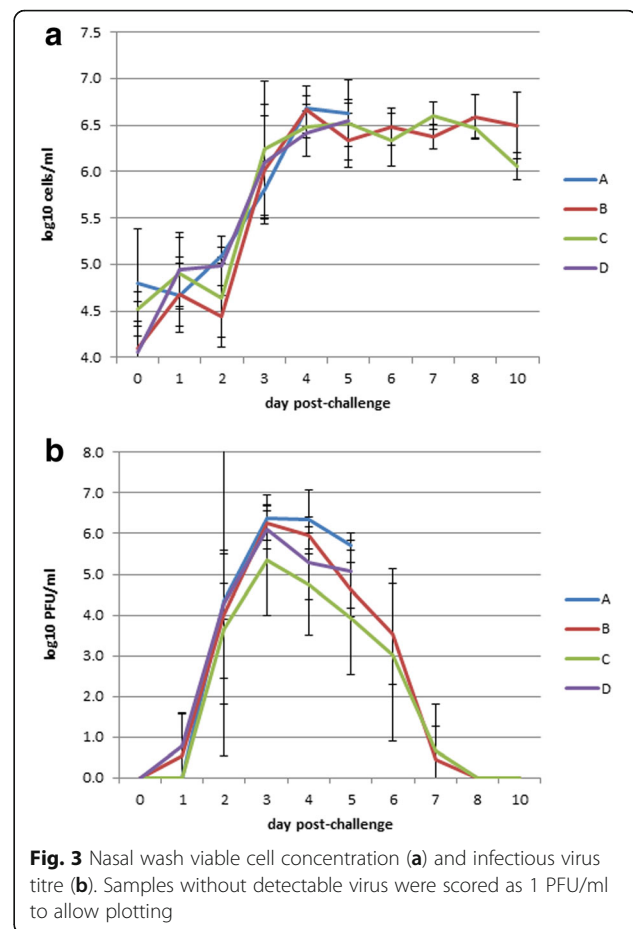 a
7.5
7.0
6.5
6.0
5.5
5.0
4.5
4.0
log10 cells/ml
0 1 2 3 4 5 6 7 8 10
day post-challenge
A
B
C
D
b
8.0
7.0
6.0
5.0
4.0
3.0
2.0
1.0
0.0
log10 PFU/ml
0 1 2 3 4 5 6 7 8 10
day post-challenge
A
B
C
D
Fig. 3 Nasal wash viable cell concentration (a) and infectious virus
titre (b). Samples without detectable virus were scored as 1 PFU/ml
to allow plotting